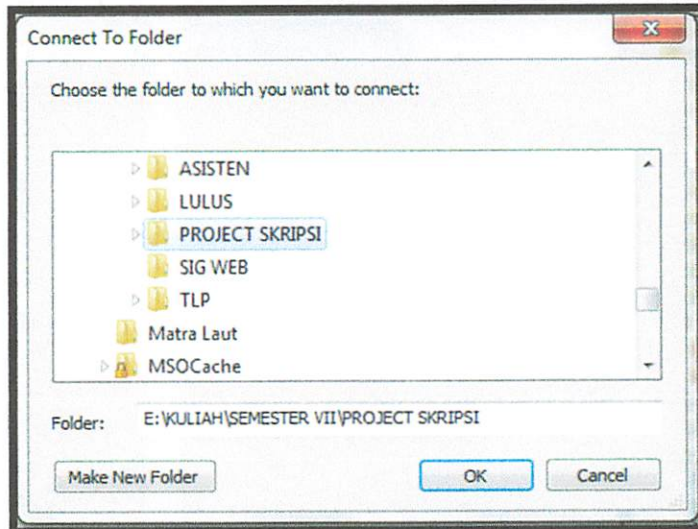 Connect To Folder
Choose the folder to which you want to connect:
ASISTEN
LULUS
PROJECT SKRIPSI
SIG WEB
TLP
Matra Laut
MSOCache
Folder: E:\KULIAH\SEMESTER VII\PROJECT SKRIPSI
Make New Folder OK Cancel